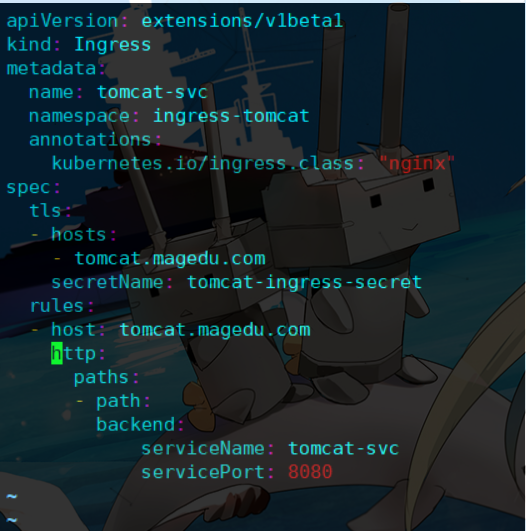 apiVersion: extensions/v1beta1
kind: Ingress
metadata:
  name: tomcat-svc
  namespace: ingress-tomcat
  annotations:
    kubernetes.io/ingress.class: "nginx"
spec:
  tls:
  - hosts:
    - tomcat.magedu.com
    secretName: tomcat-ingress-secret
  rules:
  - host: tomcat.magedu.com
    http:
      paths:
      - path:
        backend:
            serviceName: tomcat-svc
            servicePort: 8080
~
~